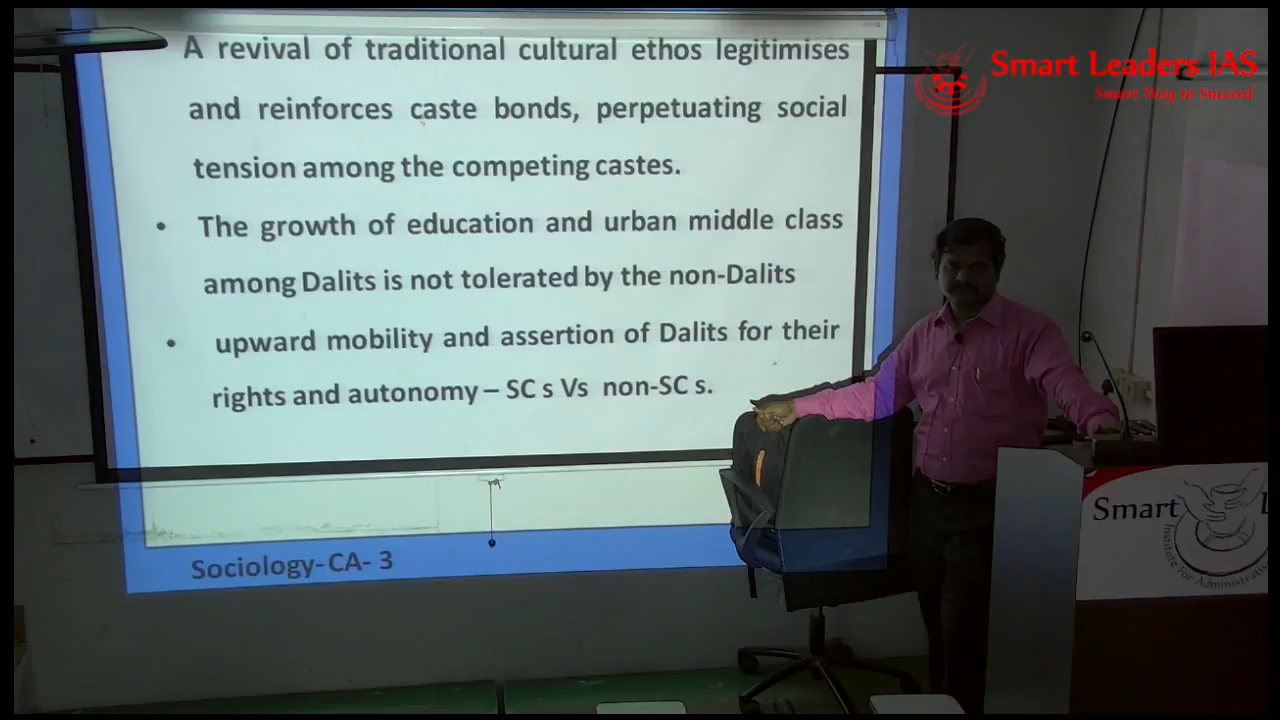 A revival of traditional cultural ethos legitimises
and reinforces caste bonds, perpetuating social
tension among the competing castes.
• The growth of education and urban middle class
among Dalits is not tolerated by the non-Dalits
• upward mobility and assertion of Dalits for their
rights and autonomy – SC s Vs non-SC s.
Sociology- CA- 3
Smart Leaders IAS
Smart Way to Succeed
Smart L
Institute For Administrative